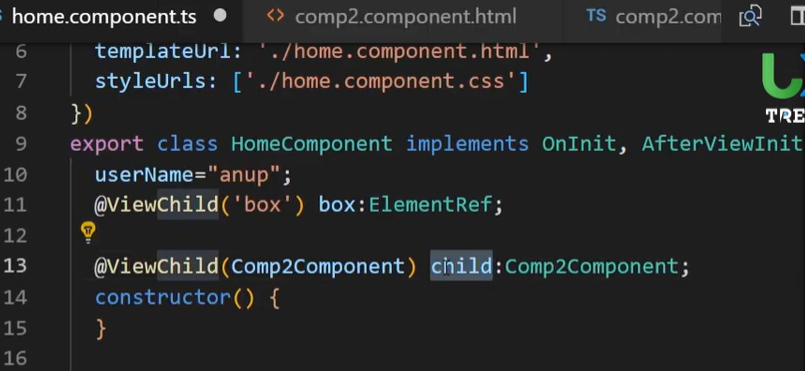 home.component.ts
<> comp2.component.html
TS comp2.com
6 templateUrl: './home.component.html',
7 styleUrls: ['./home.component.css']
8 })
9 export class HomeComponent implements OnInit, AfterViewInit
10 userName="anup";
11 @ViewChild('box') box:ElementRef;
12
13 @ViewChild(Comp2Component) child:Comp2Component;
14 constructor() {
15 }
16
TRE